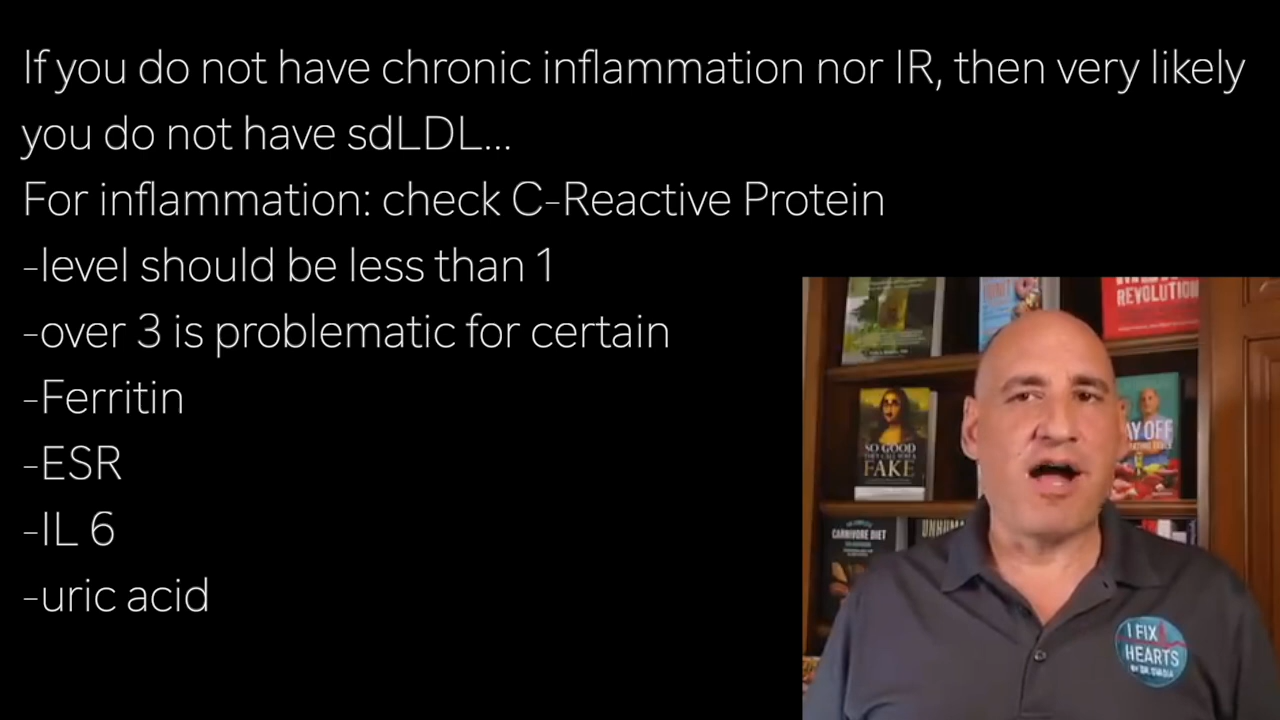 If you do not have chronic inflammation nor IR, then very likely
you do not have sdLDL...
For inflammation: check C-Reactive Protein
-level should be less than 1
-over 3 is problematic for certain
-Ferritin
-ESR
-IL 6
-uric acid
REVOLUTION
SO GOOD
FAKE
AY OFF
CARNIVORE DIET
I FIX
HEARTS